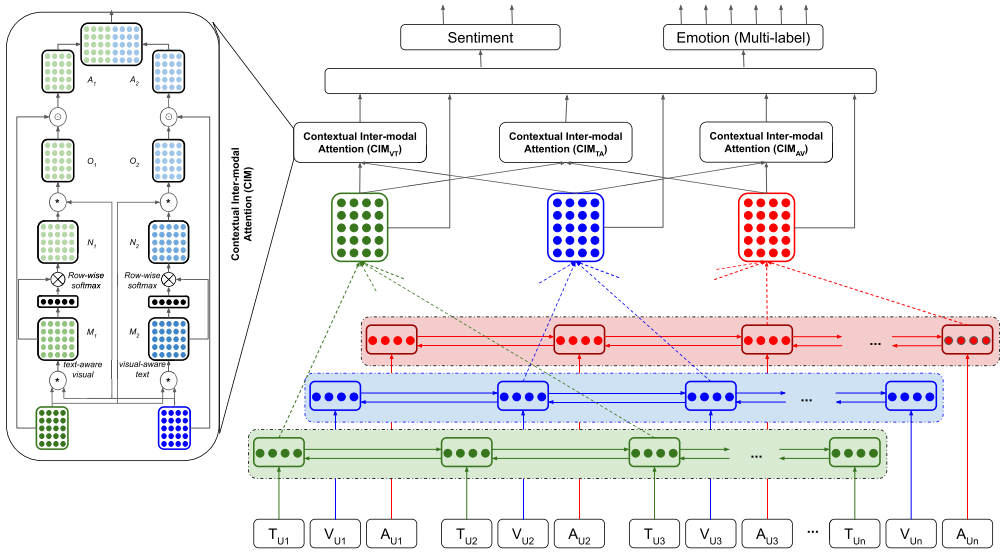 Sentiment
Emotion (Multi-label)
Contextual Inter-modal
Attention (CIM_VT)
Contextual Inter-modal
Attention (CIM_TA)
Contextual Inter-modal
Attention (CIM_AV)
Contextual Inter-modal
Attention (CIM)
A_1
A_2
O_1
O_2
*
*
N_1
N_2
Row-wise
softmax
Row-wise
softmax
M_1
M_2
text-aware
visual
visual-aware
text
*
*
...
...
...
T_U1
V_U1
A_U1
T_U2
V_U2
A_U2
T_U3
V_U3
A_U3
...
T_Un
V_Un
A_Un